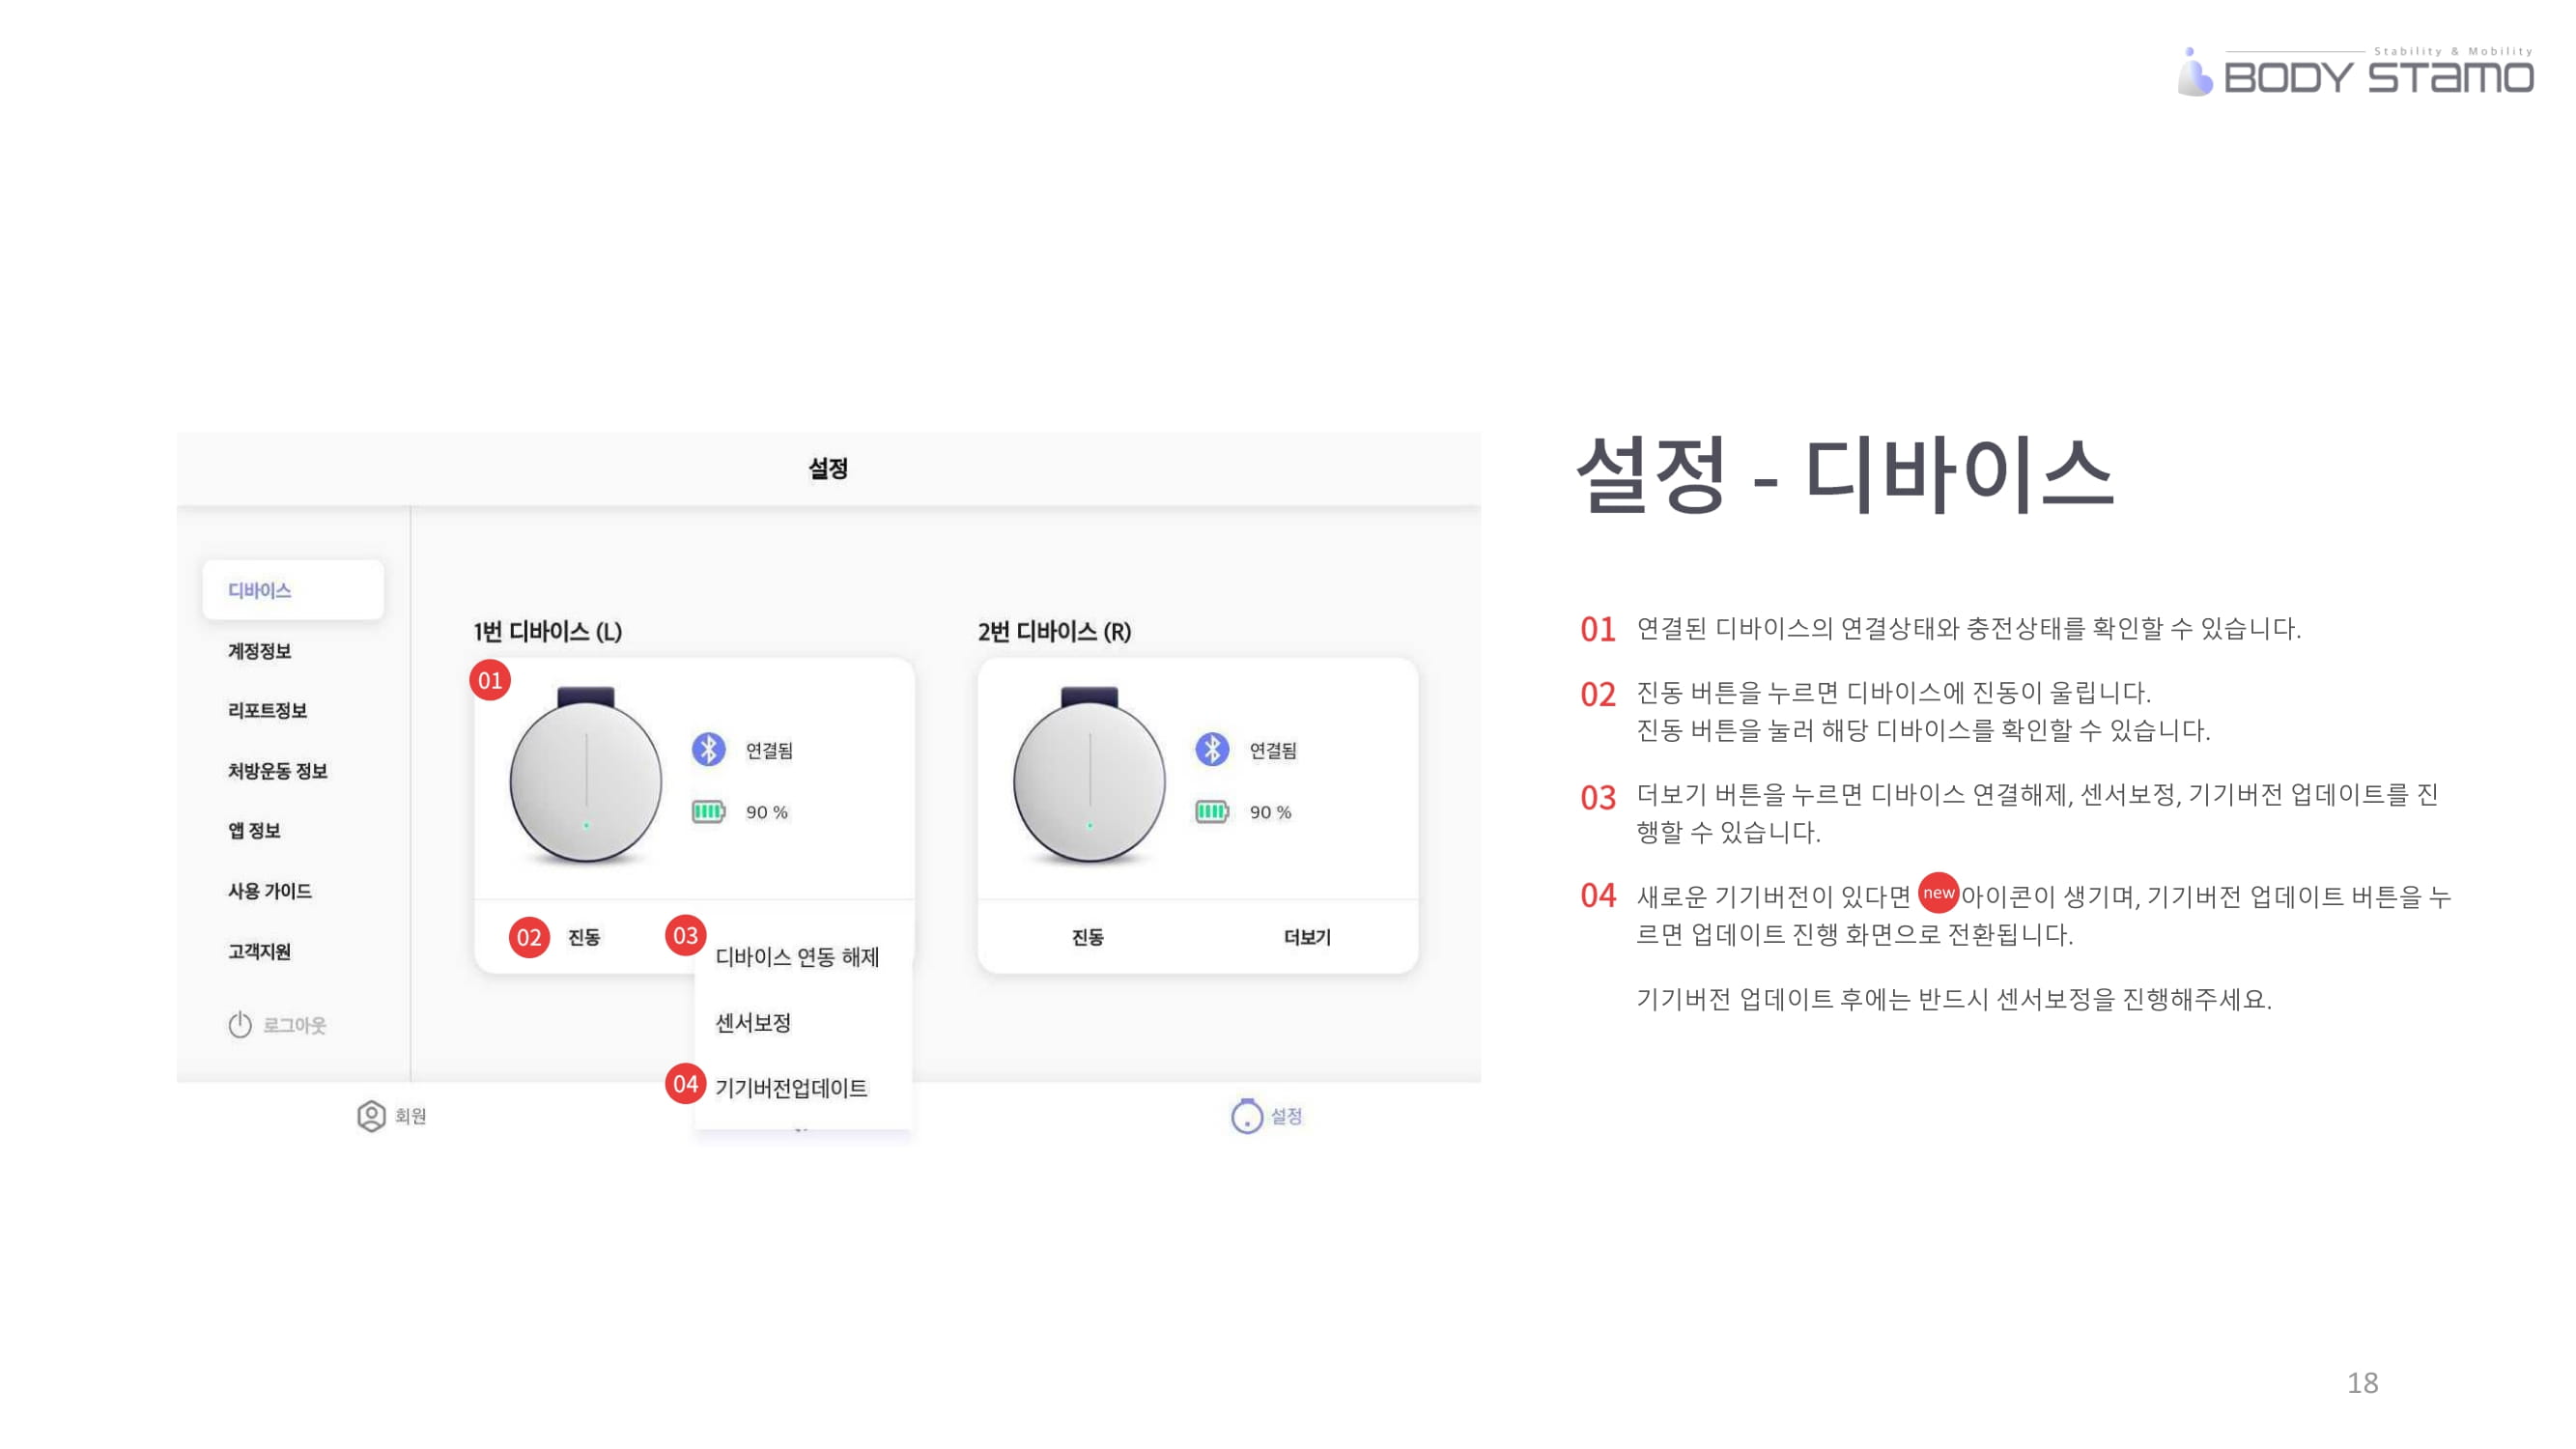 Stability & Mobility
BODY STAMO
설정
디바이스
계정정보
리포트정보
처방운동 정보
앱 정보
사용 가이드
고객지원
로그아웃
1번 디바이스 (L)
01
연결됨
90 %
02 진동
03
디바이스 연동 해제
센서보정
04 기기버전업데이트
2번 디바이스 (R)
연결됨
90 %
진동 더보기
회원
설정
설정 - 디바이스
01 연결된 디바이스의 연결상태와 충전상태를 확인할 수 있습니다.
02 진동 버튼을 누르면 디바이스에 진동이 울립니다.
진동 버튼을 눌러 해당 디바이스를 확인할 수 있습니다.
03 더보기 버튼을 누르면 디바이스 연결해제, 센서보정, 기기버전 업데이트를 진
행할 수 있습니다.
04 새로운 기기버전이 있다면 new 아이콘이 생기며, 기기버전 업데이트 버튼을 누
르면 업데이트 진행 화면으로 전환됩니다.
기기버전 업데이트 후에는 반드시 센서보정을 진행해주세요.
18